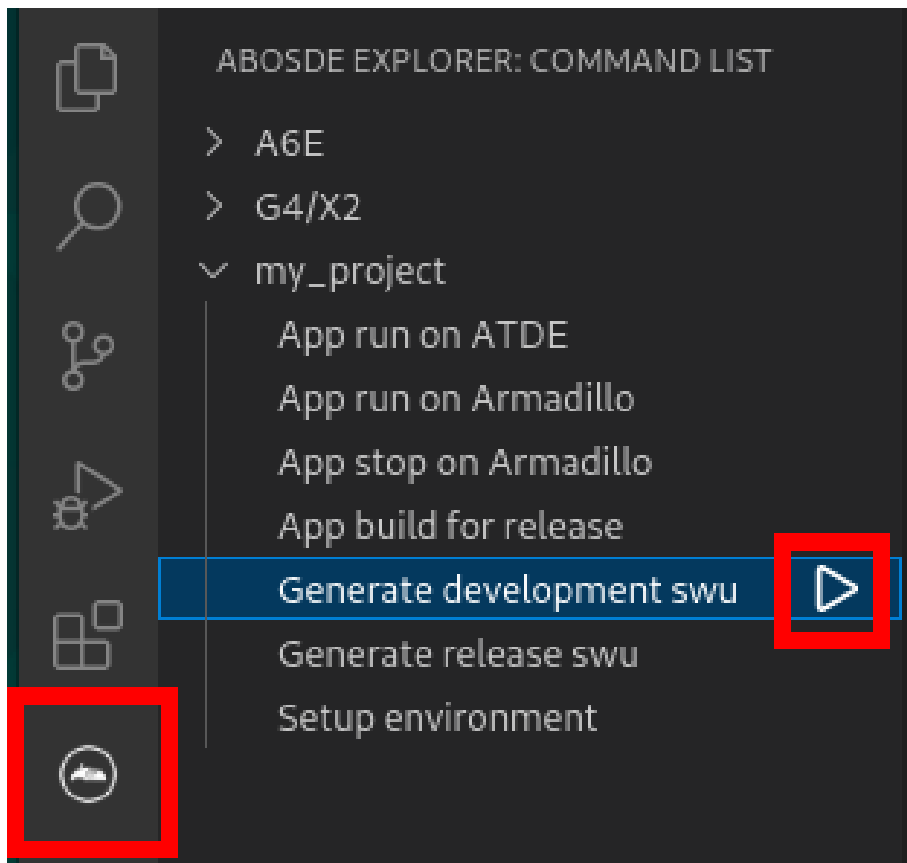 ABOSDE EXPLORER: COMMAND LIST
A6E
G4/X2
my_project
App run on ATDE
App run on Armadillo
App stop on Armadillo
App build for release
Generate development swu
Generate release swu
Setup environment